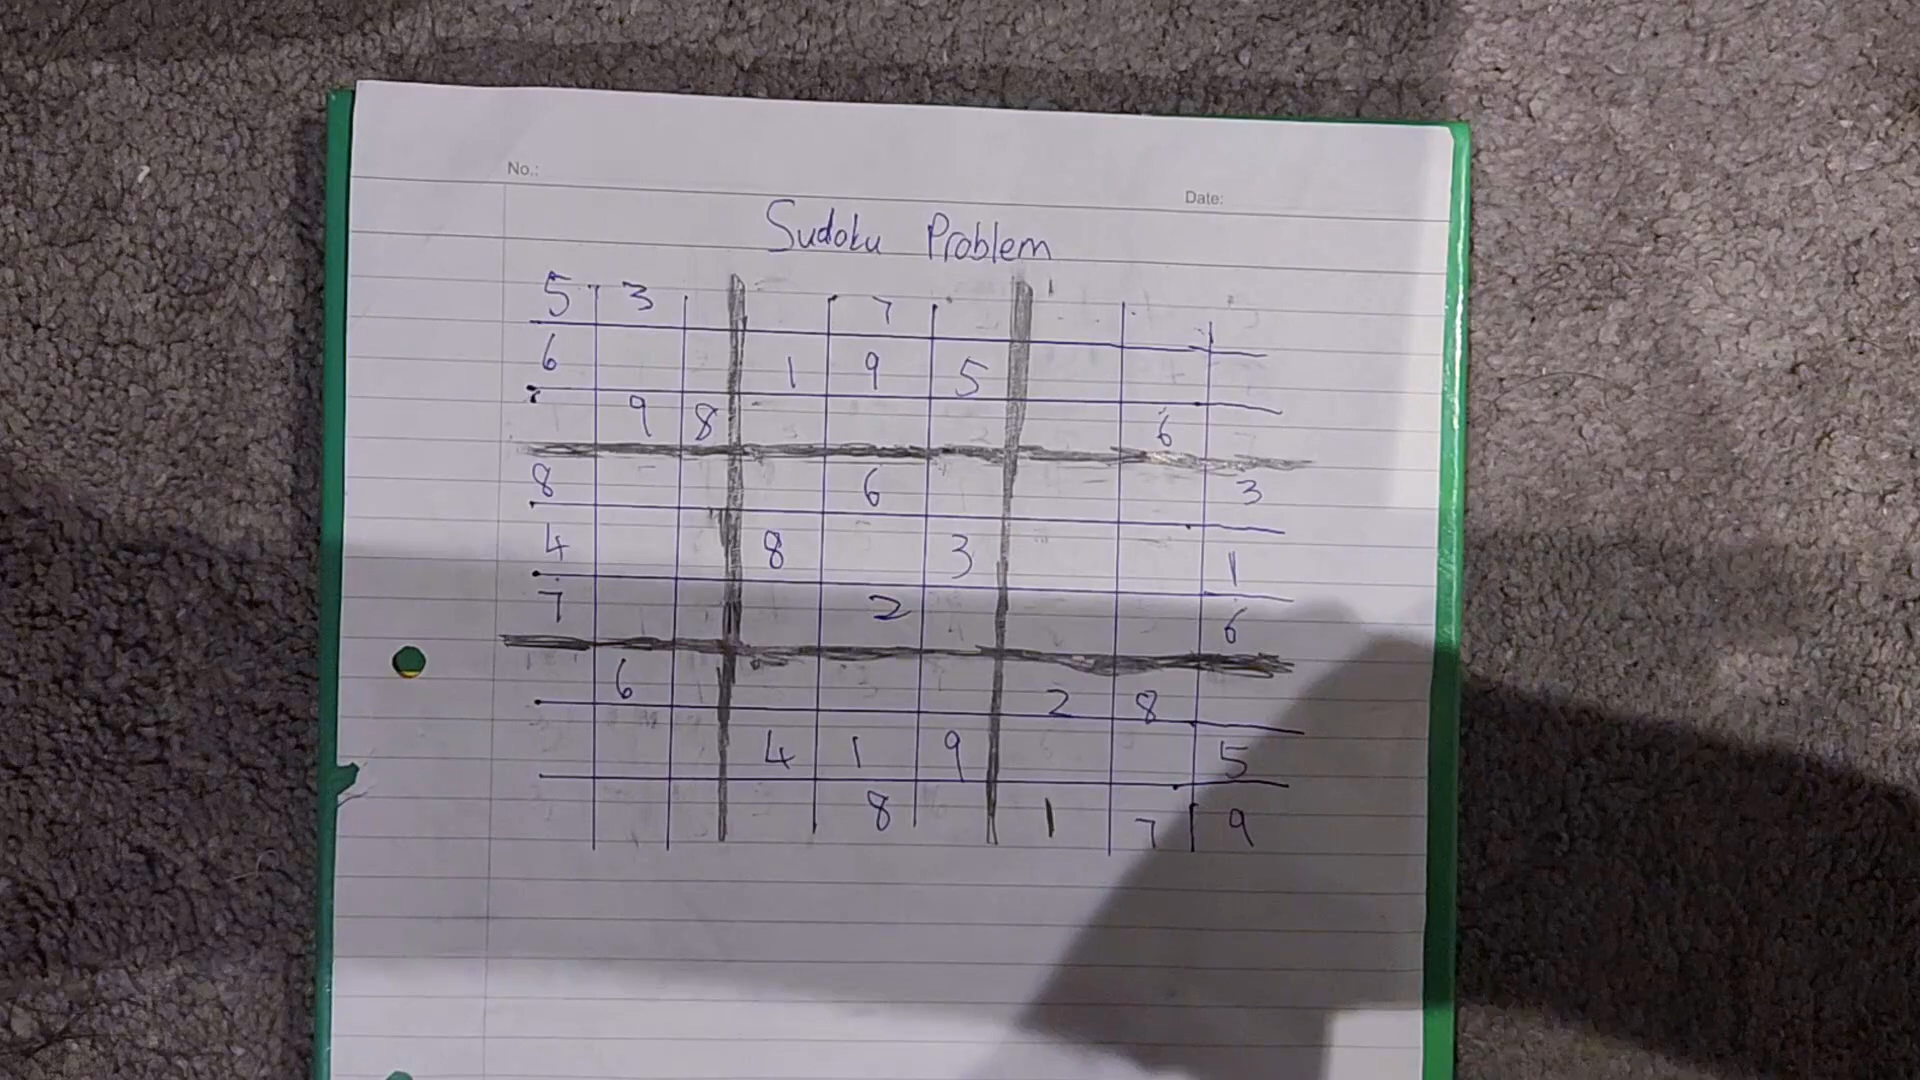 No.:
Date:
Sudoku Problem
5 3 7
6 1 9 5
9 8 6
8 6 3
4 8 3 1
7 2 6
6 2 8
4 1 9 5
8 1 7 9